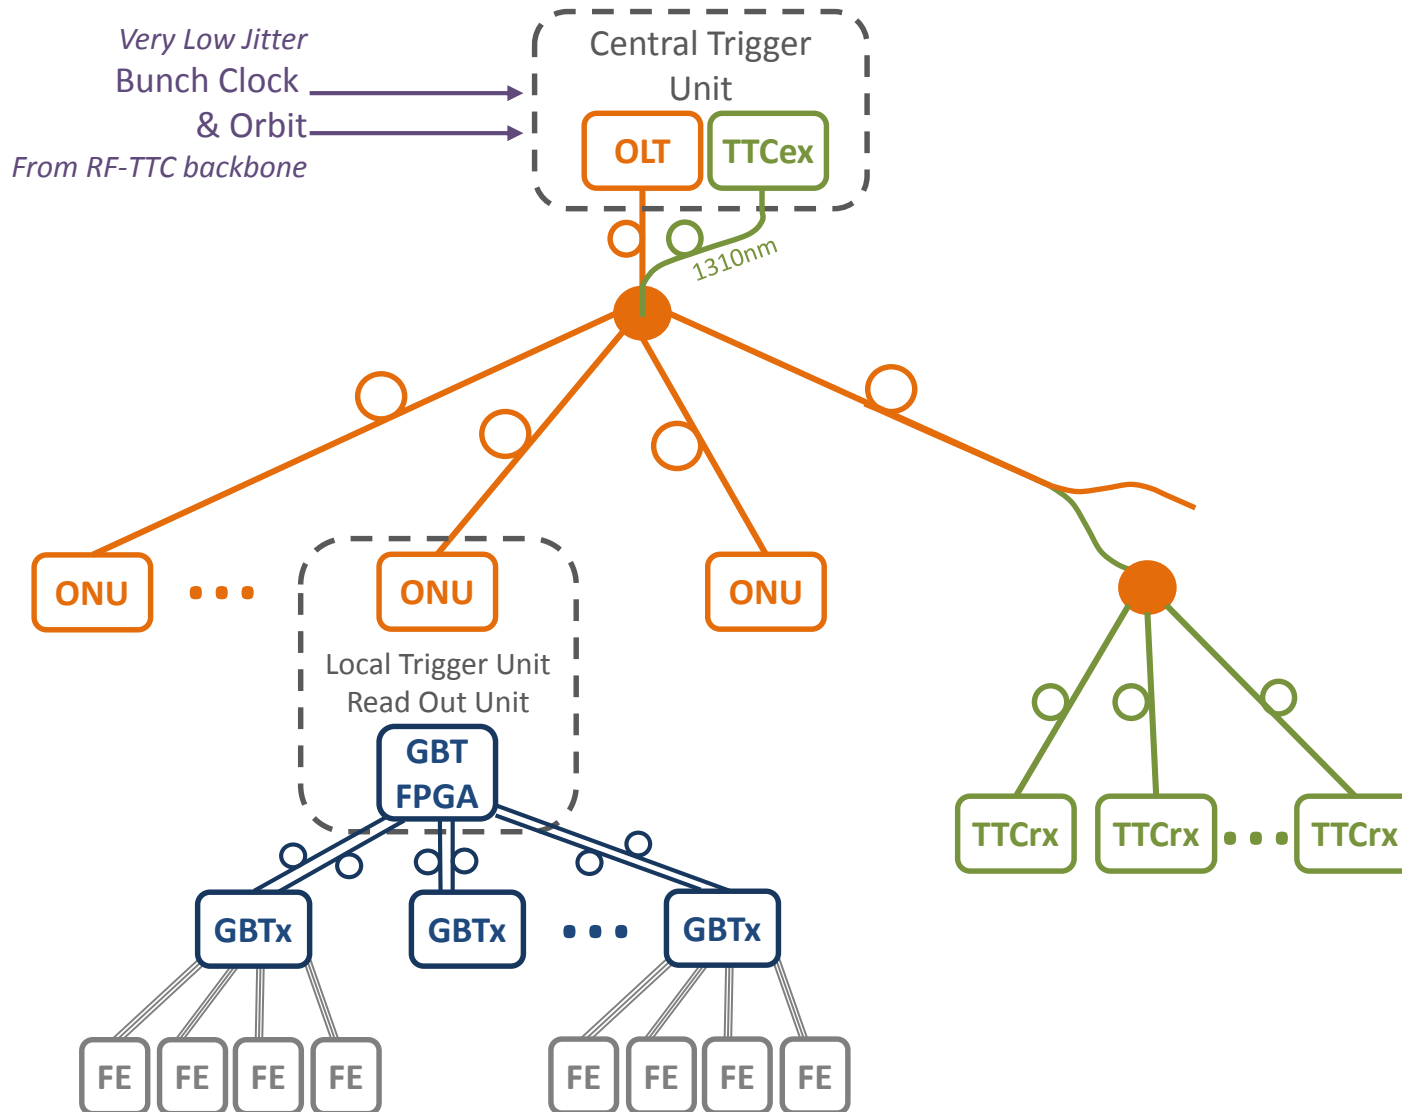 Very Low Jitter
Bunch Clock
& Orbit
From RF-TTC backbone
Central Trigger
Unit
OLT
TTCex
1310nm
ONU
...
ONU
ONU
Local Trigger Unit
Read Out Unit
GBT
FPGA
TTCrx
TTCrx
...
TTCrx
GBTx
GBTx
...
GBTx
FE
FE
FE
FE
FE
FE
FE
FE